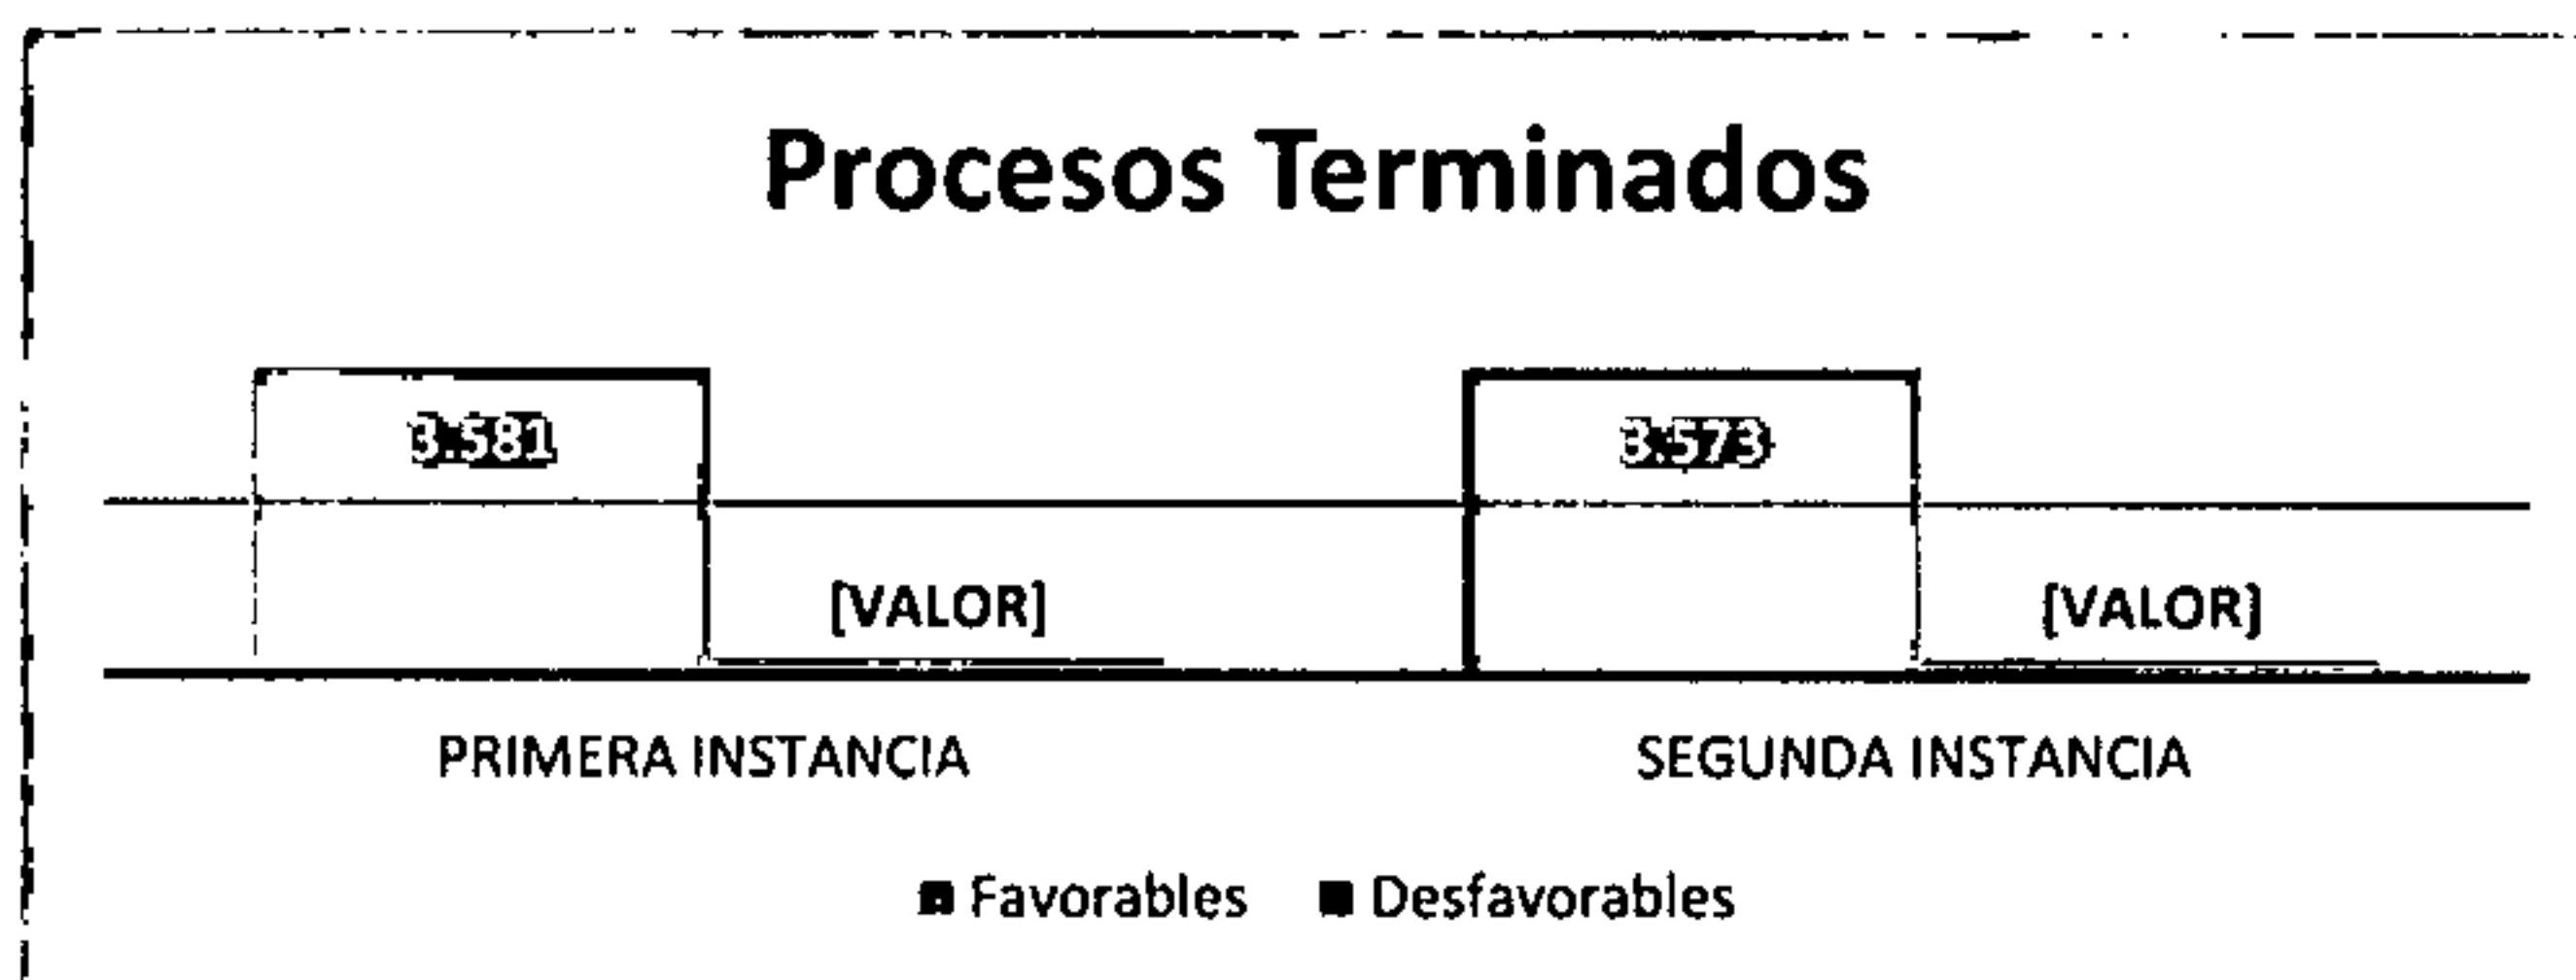 Procesos Terminados
3.581
3.573
[VALOR]
[VALOR]
PRIMERA INSTANCIA
SEGUNDA INSTANCIA
Favorables
Desfavorables